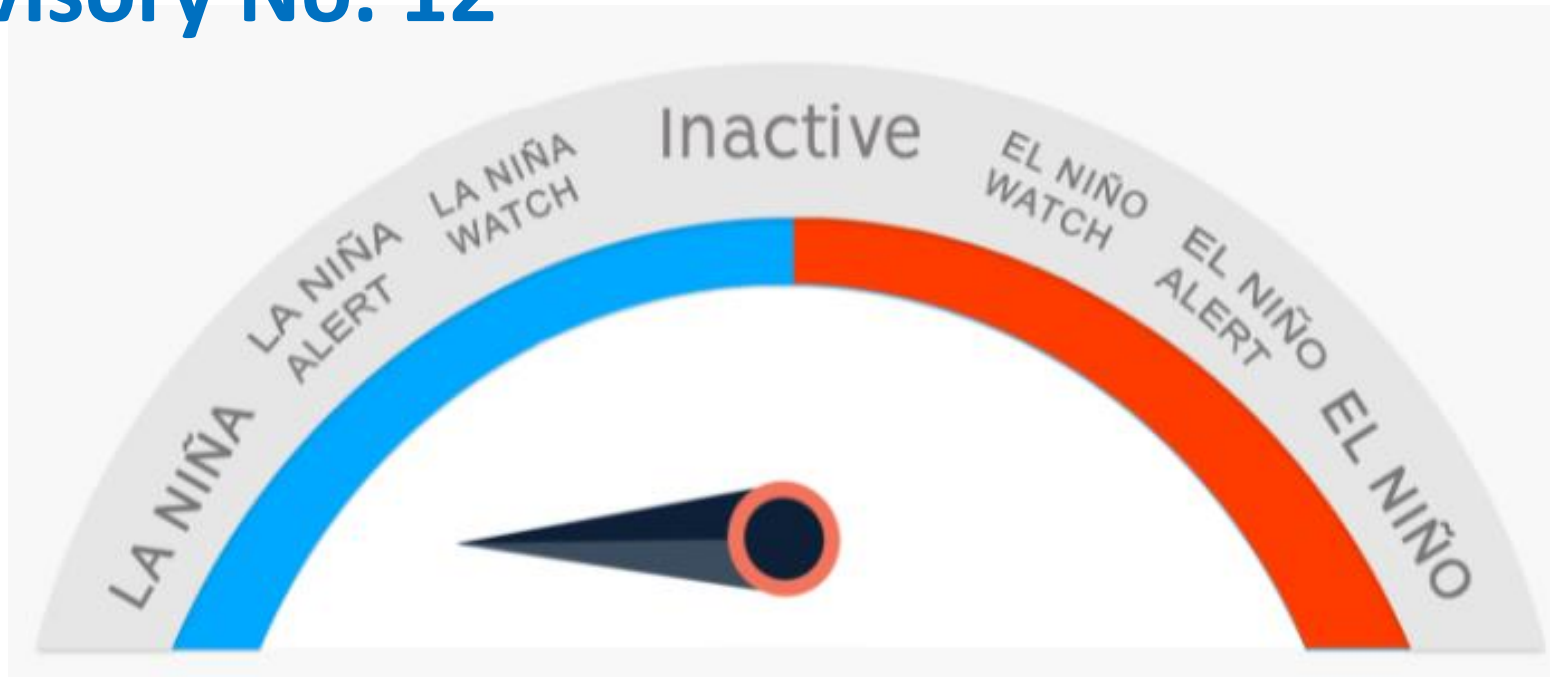 No. 12
Inactive
LA NIÑA
WATCH
EL NIÑO
WATCH
LA NIÑA
ALERT
EL NIÑO
ALERT
LA NIÑA
EL NIÑO